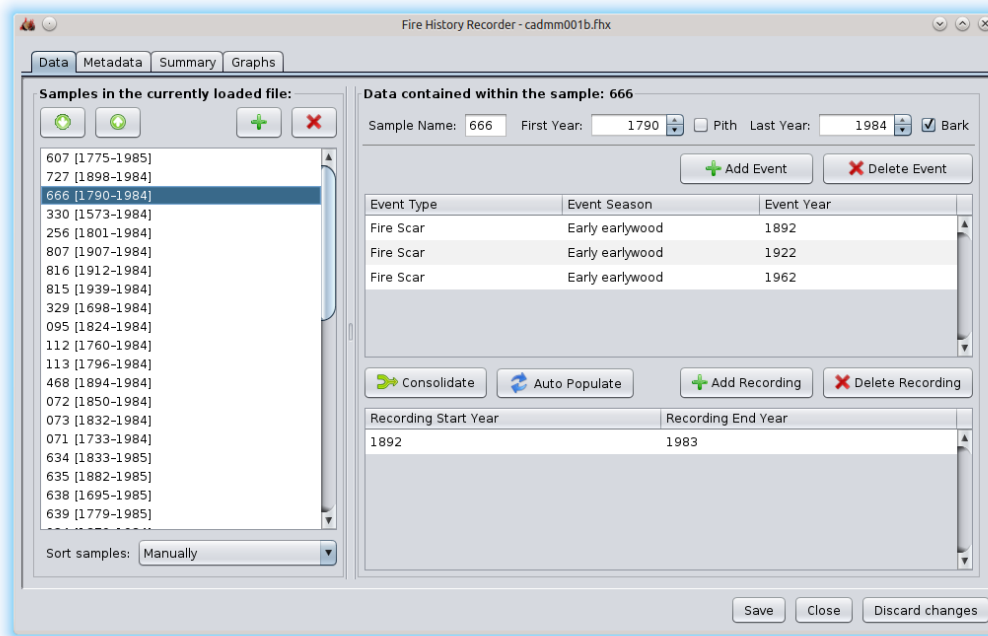 Fire History Recorder - cadmm001b.fhx
Data Metadata Summary Graphs
Samples in the currently loaded file:
607 [1775-1985]
727 [1898-1984]
666 [1790-1984]
330 [1573-1984]
256 [1801-1984]
807 [1907-1984]
816 [1912-1984]
815 [1939-1984]
329 [1698-1984]
095 [1824-1984]
112 [1760-1984]
113 [1796-1984]
468 [1894-1984]
072 [1850-1984]
073 [1832-1984]
071 [1733-1984]
634 [1833-1985]
635 [1882-1985]
638 [1695-1985]
639 [1779-1985]
Sort samples: Manually
Data contained within the sample: 666
Sample Name: 666 First Year: 1790 Pith Last Year: 1984 Bark
Add Event Delete Event
Event Type Event Season Event Year
Fire Scar Early earlywood 1892
Fire Scar Early earlywood 1922
Fire Scar Early earlywood 1962
Consolidate Auto Populate Add Recording Delete Recording
Recording Start Year Recording End Year
1892 1983
Save Close Discard changes